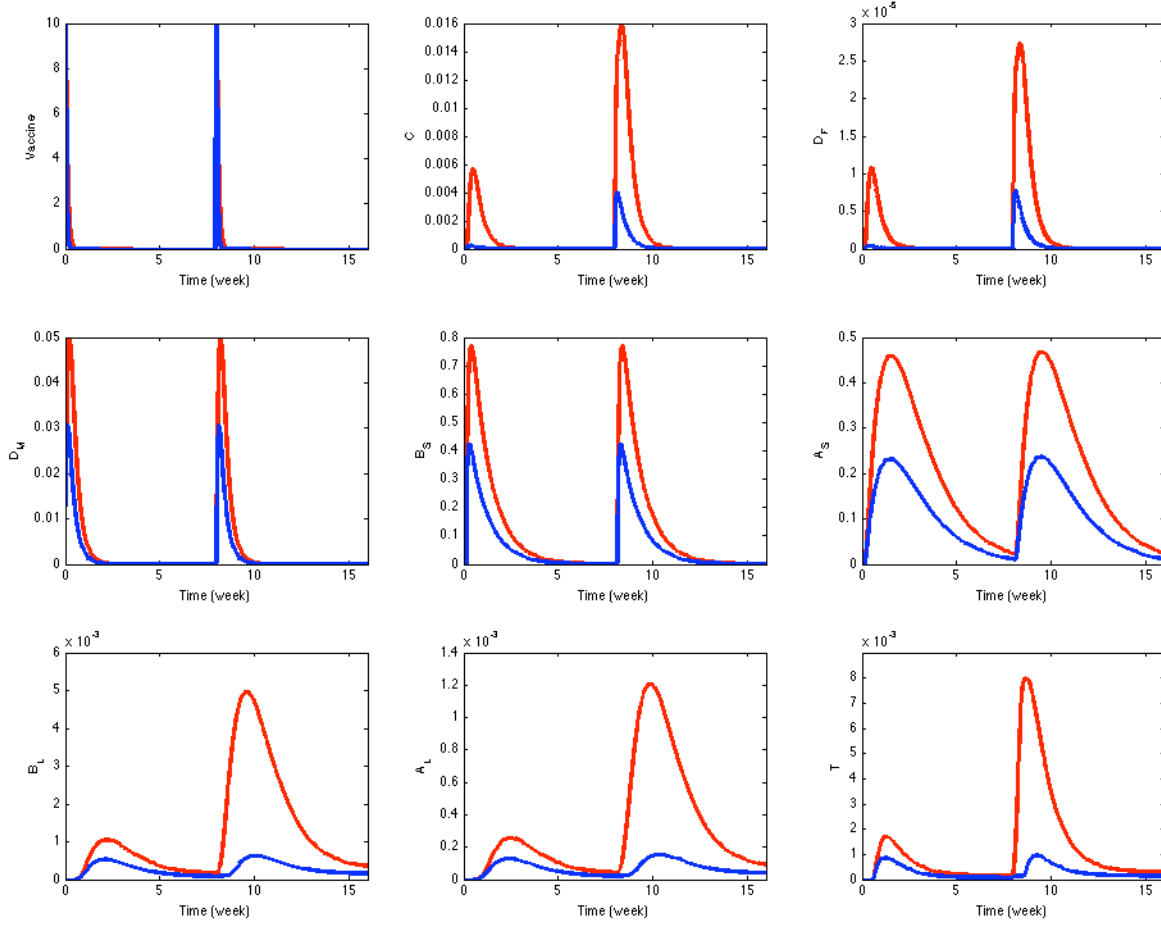 Vaccine
10
8
6
4
2
0
0 5 10 15
Time (week)
C
0.016
0.014
0.012
0.01
0.008
0.006
0.004
0.002
0
0 5 10 15
Time (week)
D_F
x 10^-5
3
2.5
2
1.5
1
0.5
0
0 5 10 15
Time (week)
D_M
0.05
0.04
0.03
0.02
0.01
0
0 5 10 15
Time (week)
B_S
0.8
0.7
0.6
0.5
0.4
0.3
0.2
0.1
0
0 5 10 15
Time (week)
A_S
0.5
0.4
0.3
0.2
0.1
0
0 5 10 15
Time (week)
B_L
x 10^-3
6
5
4
3
2
1
0
0 5 10 15
Time (week)
A_L
x 10^-3
1.4
1.2
1
0.8
0.6
0.4
0.2
0
0 5 10 15
Time (week)
T
x 10^-3
9
8
7
6
5
4
3
2
1
0
0 5 10 15
Time (week)